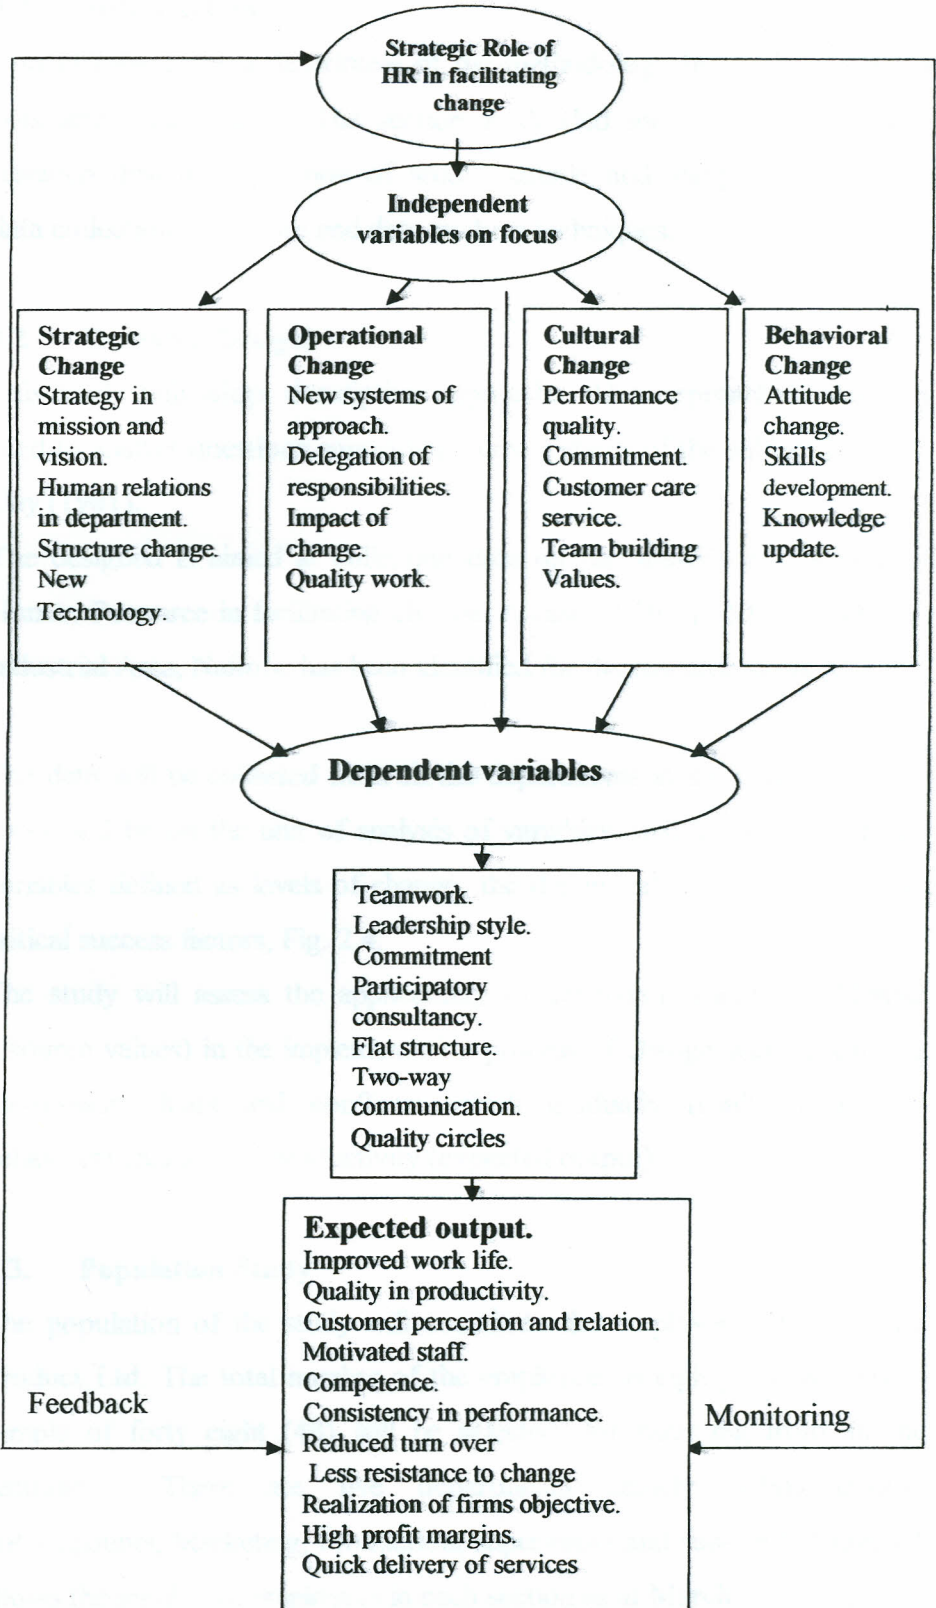 Strategic Role of
HR in facilitating
change
Independent
variables on focus
Strategic
Change
Strategy in
mission and
vision.
Human relations
in department.
Structure change.
New
Technology.
Operational
Change
New systems of
approach.
Delegation of
responsibilities.
Impact of
change.
Quality work.
Cultural
Change
Performance
quality.
Commitment.
Customer care
service.
Team building
Values.
Behavioral
Change
Attitude
change.
Skills
development.
Knowledge
update.
Dependent variables
Teamwork.
Leadership style.
Commitment
Participatory
consultancy.
Flat structure.
Two-way
communication.
Quality circles
Expected output.
Improved work life.
Quality in productivity.
Customer perception and relation.
Motivated staff.
Competence.
Consistency in performance.
Reduced turn over
Less resistance to change
Realization of firms objective.
High profit margins.
Quick delivery of services
Feedback
Monitoring